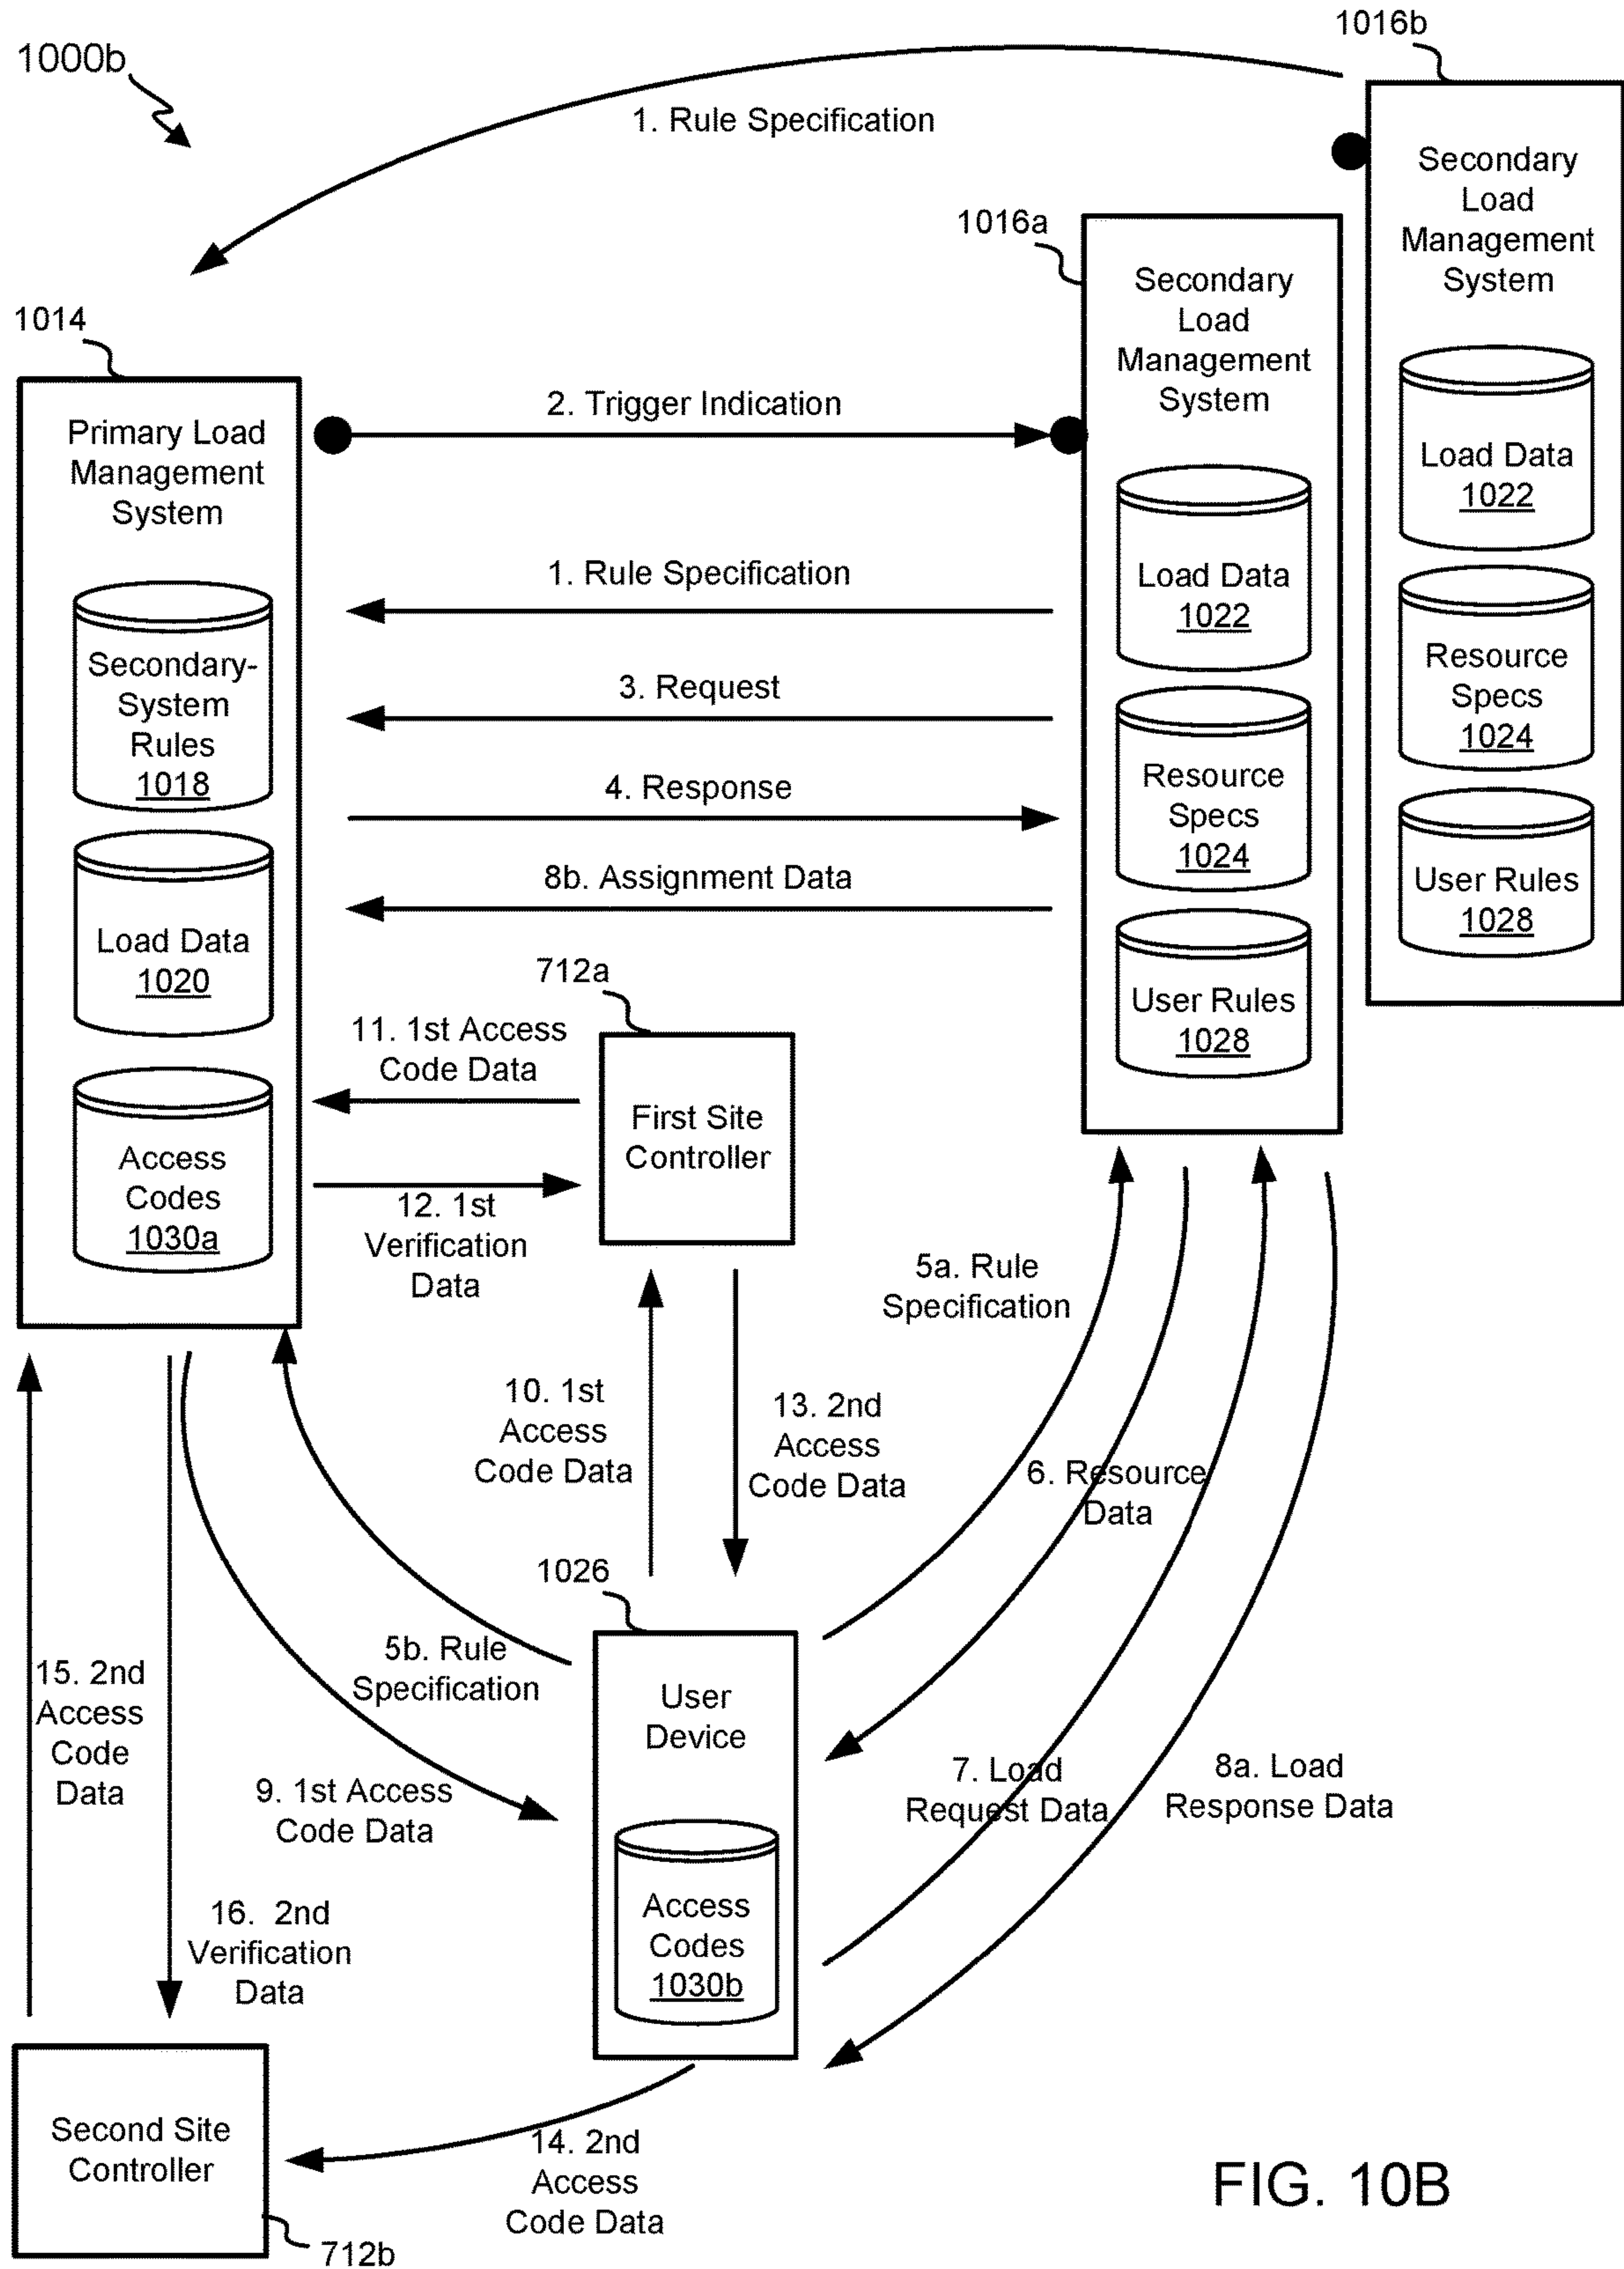 1016b
1000b
1. Rule Specification
Secondary
Load
Management
System
1016a
Secondary
Load
Management
System
1014
Primary Load
Management
System
2. Trigger Indication
Load Data
1022
Load Data
1022
1. Rule Specification
Secondary-
System
Rules
1018
3. Request
Resource
Specs
1024
Resource
Specs
1024
4. Response
8b. Assignment Data
User Rules
1028
Load Data
1020
712a
User Rules
1028
11. 1st Access
Code Data
First Site
Controller
Access
Codes
1030a
12. 1st
Verification
Data
5a. Rule
Specification
10. 1st
Access
Code Data
13. 2nd
Access
Code Data
6. Resource
Data
1026
5b. Rule
Specification
15. 2nd
Access
Code
Data
User
Device
9. 1st Access
Code Data
7. Load
Request Data
8a. Load
Response Data
Access
Codes
1030b
16. 2nd
Verification
Data
Second Site
Controller
14. 2nd
Access
Code Data
712b
FIG. 10B